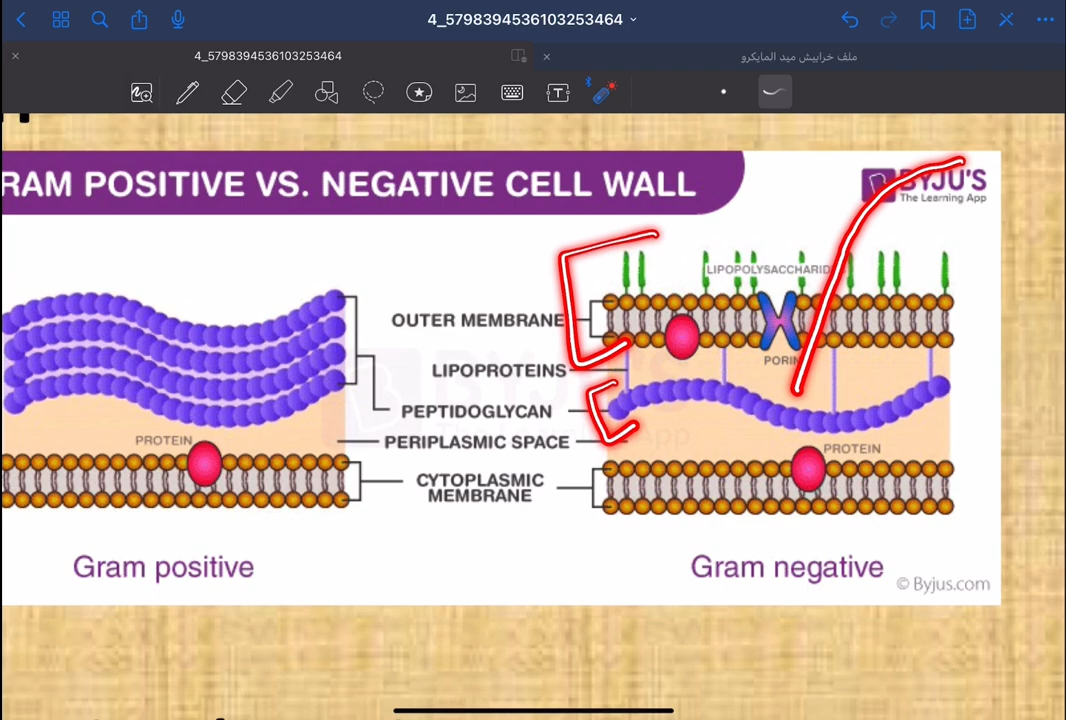 4_5798394536103253464
4_5798394536103253464
ملف خرابيش ميد المايكرو
RAM POSITIVE VS. NEGATIVE CELL WALL
BYJU'S
The Learning App
LIPOPOLYSACCHARID
OUTER MEMBRANE
PORIN
LIPOPROTEINS
PEPTIDOGLYCAN
PROTEIN
PERIPLASMIC SPACE
PROTEIN
CYTOPLASMIC
MEMBRANE
Gram positive
Gram negative
© Byjus.com